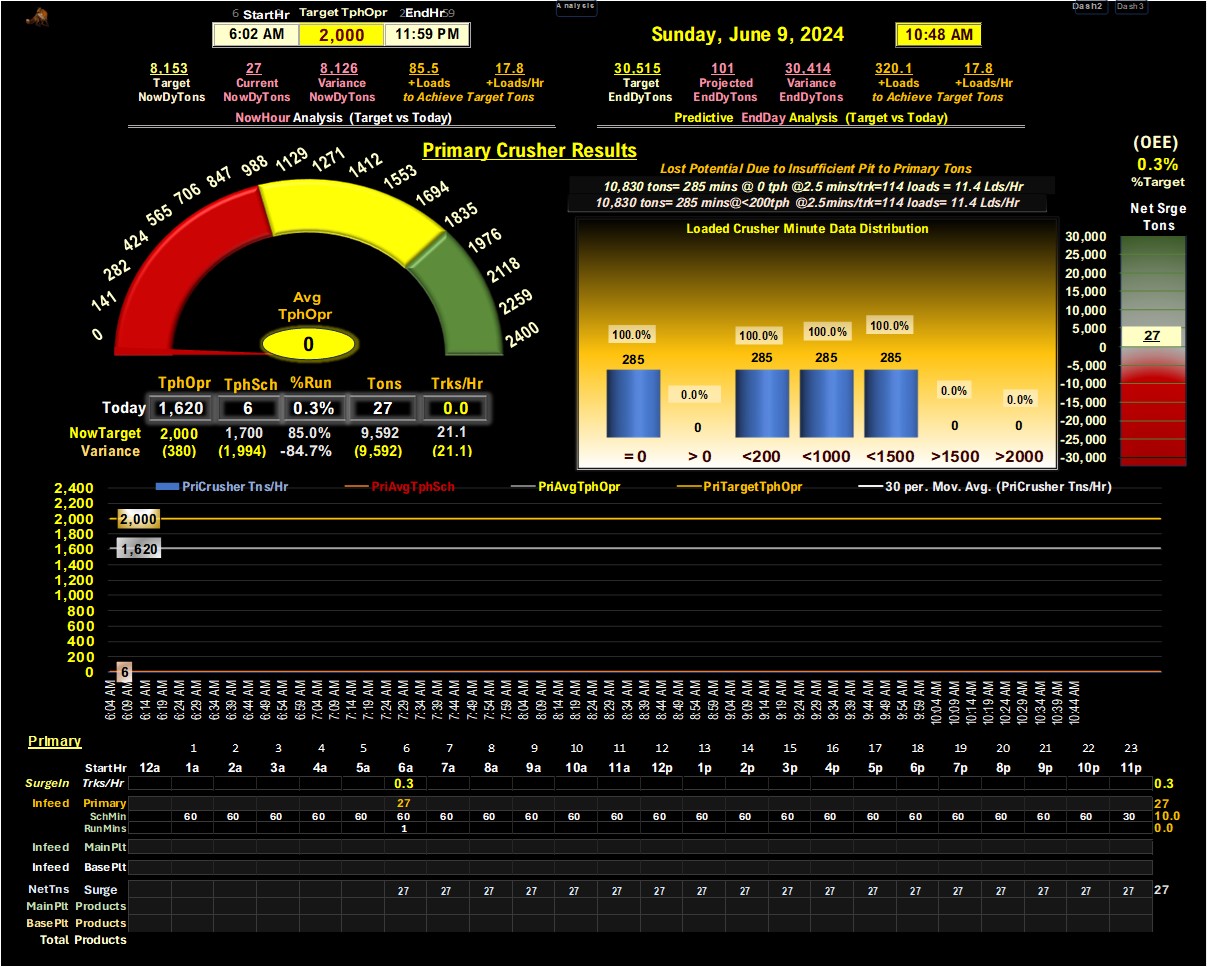 6 StartHr Target TphOpr 2EndHr59
Analysis
Dash2 Dash3
6:02 AM 2,000 11:59 PM
Sunday, June 9, 2024 10:48 AM
8,153 27 8,126 85.5 17.8
Target Current Variance +Loads +Loads/Hr
NowDyTons NowDyTons NowDyTons to Achieve Target Tons
NowHour Analysis (Target vs Today)
30,515 101 30,414 320.1 17.8
Target Projected Variance +Loads +Loads/Hr
EndDyTons EndDyTons EndDyTons to Achieve Target Tons
Predictive EndDay Analysis (Target vs Today)
Primary Crusher Results
0 141 282 424 565 706 847 988 1129 1271 1412 1553 1694 1835 1976 2118 2259 2400
Avg
TphOpr
0
TphOpr TphSch %Run Tons Trks/Hr
Today 1,620 6 0.3% 27 0.0
NowTarget 2,000 1,700 85.0% 9,592 21.1
Variance (380) (1,994) -84.7% (9,592) (21.1)
Lost Potential Due to Insufficient Pit to Primary Tons
10,830 tons= 285 mins @ 0 tph @2.5 mins/trk=114 loads = 11.4 Lds/Hr
10,830 tons= 285 mins@<200tph @2.5mins/trk=114 loads= 11.4 Lds/Hr
Loaded Crusher Minute Data Distribution
100.0% 0.0% 100.0% 100.0% 100.0% 0.0% 0.0%
285 0 285 285 285 0 0
= 0 > 0 <200 <1000 <1500 >1500 >2000
(OEE)
0.3%
%Target
Net Srge
Tons
30,000
25,000
20,000
15,000
10,000
5,000
27
0
-5,000
-10,000
-15,000
-20,000
-25,000
-30,000
PriCrusher Tns/Hr PriAvgTphSch PriAvgTphOpr PriTargetTphOpr 30 per. Mov. Avg. (PriCrusher Tns/Hr)
2,400
2,200
2,000 2,000
1,800
1,600 1,620
1,400
1,200
1,000
800
600
400
200
0 6
6:04 AM 6:09 AM 6:14 AM 6:19 AM 6:24 AM 6:29 AM 6:34 AM 6:39 AM 6:44 AM 6:49 AM 6:54 AM 6:59 AM 7:04 AM 7:09 AM 7:14 AM 7:19 AM 7:24 AM 7:29 AM 7:34 AM 7:39 AM 7:44 AM 7:49 AM 7:54 AM 7:59 AM 8:04 AM 8:09 AM 8:14 AM 8:19 AM 8:24 AM 8:29 AM 8:34 AM 8:39 AM 8:44 AM 8:49 AM 8:54 AM 8:59 AM 9:04 AM 9:09 AM 9:14 AM 9:19 AM 9:24 AM 9:29 AM 9:34 AM 9:39 AM 9:44 AM 9:49 AM 9:54 AM 9:59 AM 10:04 AM 10:09 AM 10:14 AM 10:19 AM 10:24 AM 10:29 AM 10:34 AM 10:39 AM 10:44 AM
Primary
1 2 3 4 5 6 7 8 9 10 11 12 13 14 15 16 17 18 19 20 21 22 23
StartHr 12a 1a 2a 3a 4a 5a 6a 7a 8a 9a 10a 11a 12p 1p 2p 3p 4p 5p 6p 7p 8p 9p 10p 11p
SurgeIn Trks/Hr 0.3 0.3
Infeed Primary 27 27
SchMin 60 60 60 60 60 60 60 60 60 60 60 60 60 60 60 60 60 60 60 60 60 60 30 10.0
RunMins 1 0.0
Infeed MainPlt
Infeed BasePlt
NetTns Surge 27 27 27 27 27 27 27 27 27 27 27 27 27 27 27 27 27 27 27
MainPlt Products
BasePlt Products
Total Products